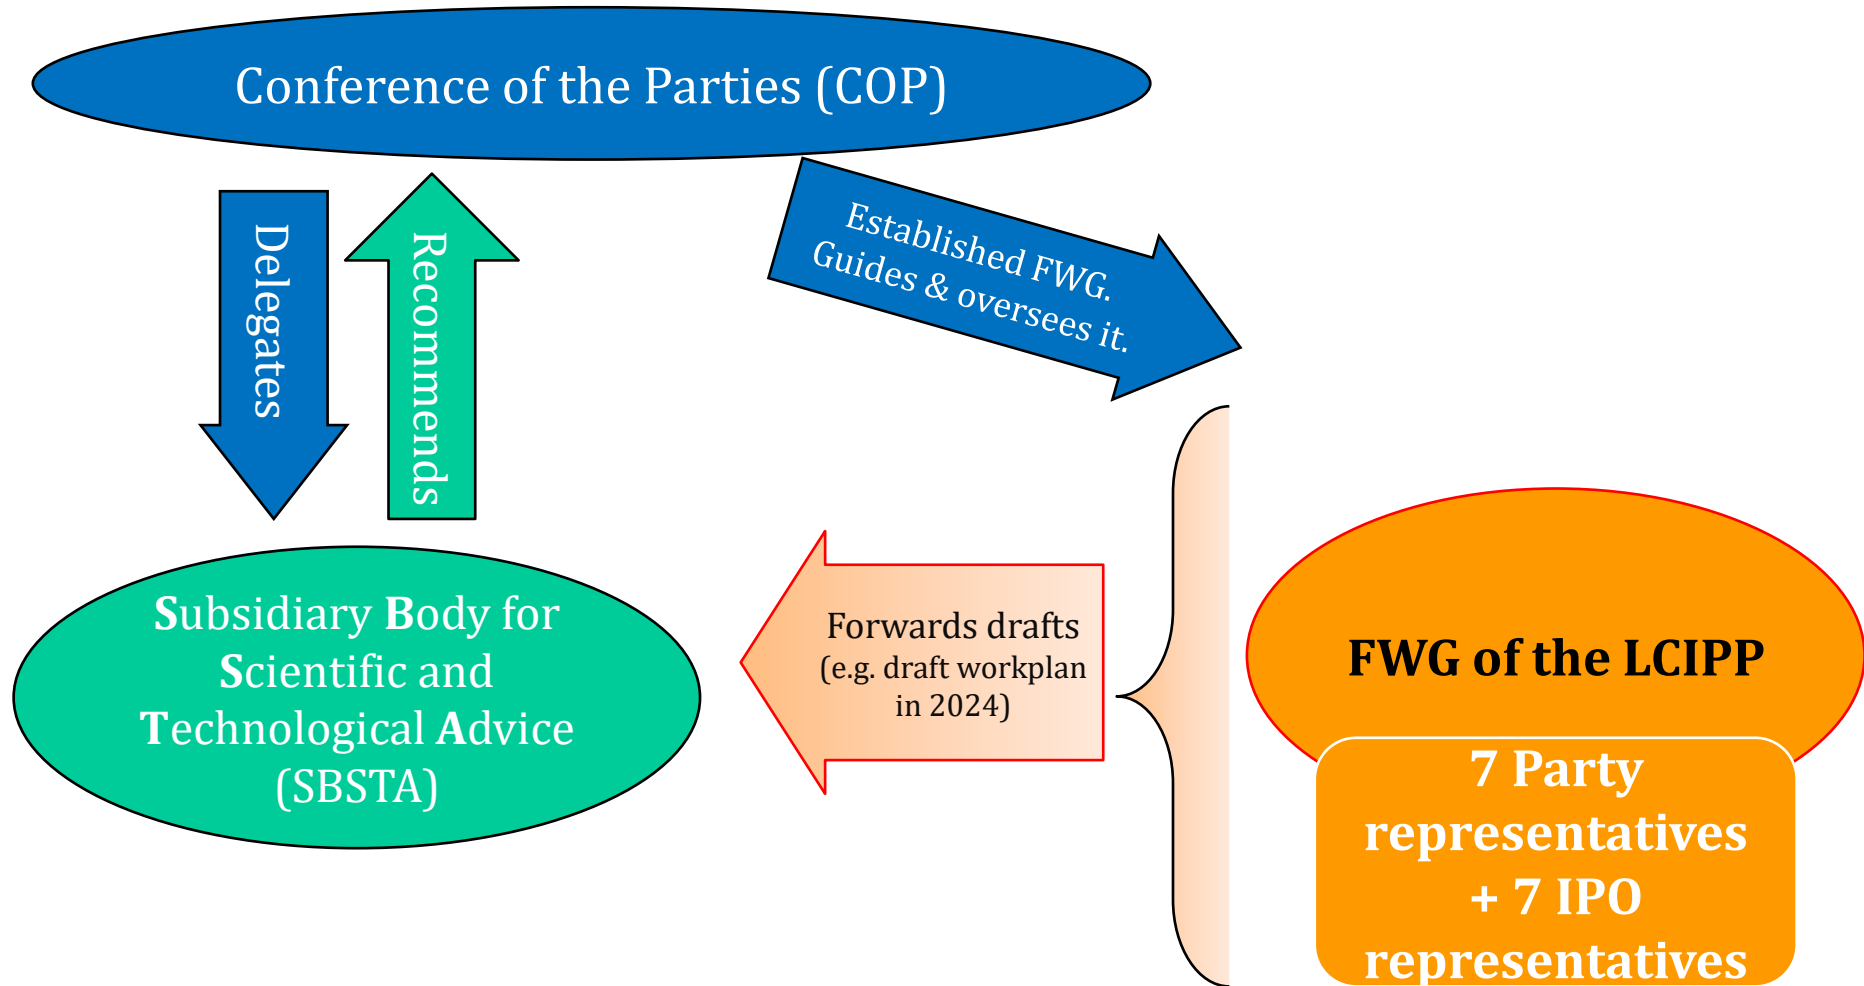 Conference of the Parties (COP)
Delegates
Recommends
Established FWG.
Guides & oversees it.
Subsidiary Body for
Scientific and
Technological Advice
(SBSTA)
Forwards drafts
(e.g. draft workplan
in 2024)
FWG of the LCIPP
7 Party
representatives
+ 7 IPO
representatives